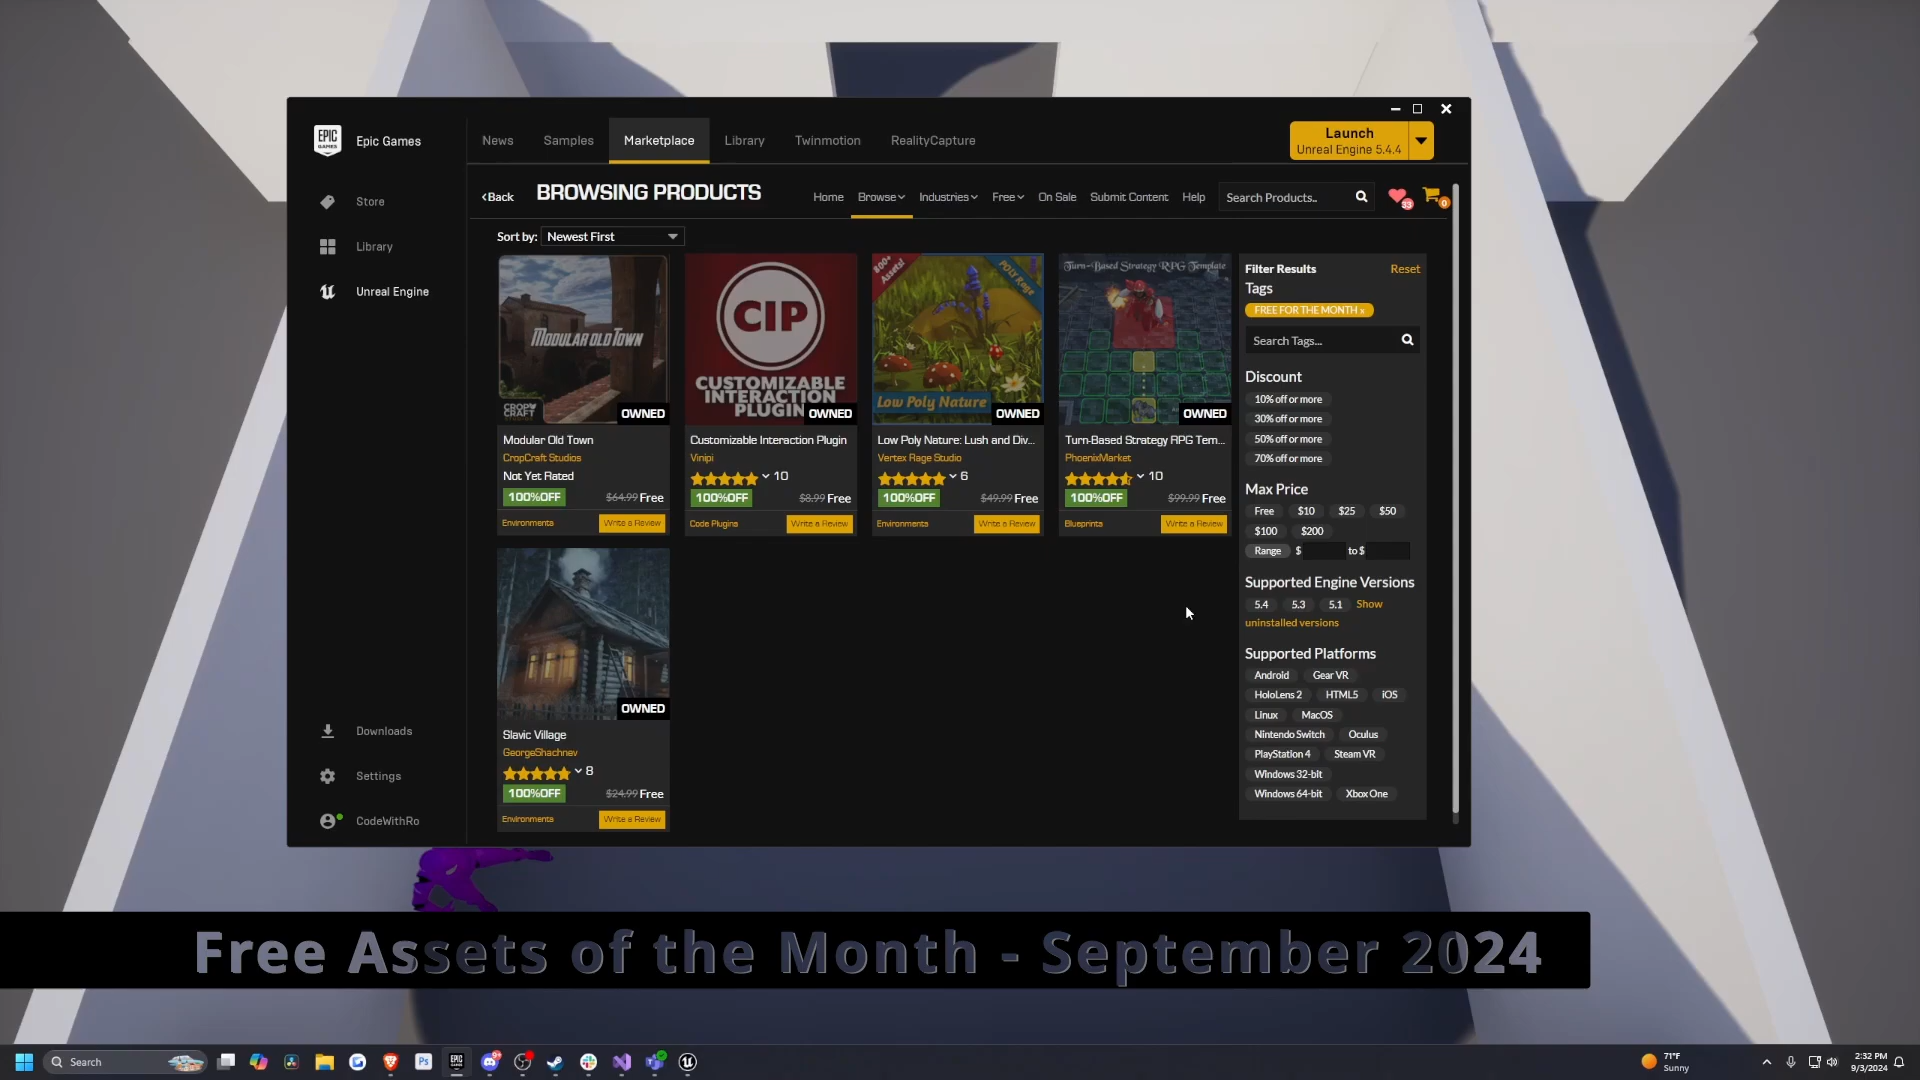 EPIC GAMES
Epic Games
Store
Library
Unreal Engine
Downloads
Settings
CodeWithRo
News
Samples
Marketplace
Library
Twinmotion
RealityCapture
Launch
Unreal Engine 5.4.4
Back
BROWSING PRODUCTS
Home
Browse
Industries
Free
On Sale
Submit Content
Help
Search Products..
33
0
Sort by:
Newest First
MODULAR OLD TOWN
OWNED
Modular Old Town
CropCraft Studios
Not Yet Rated
100%OFF
$64.99 Free
Environments
Write a Review
CIP
CUSTOMIZABLE
INTERACTION
PLUGIN
OWNED
Customizable Interaction Plugin
Vinipi
10
100%OFF
$8.99 Free
Code Plugins
Write a Review
800+
Assets!
POLY Rage
Low Poly Nature
OWNED
Low Poly Nature: Lush and Div...
Vertex Rage Studio
6
100%OFF
$49.99 Free
Environments
Write a Review
Turn-Based Strategy RPG Template
OWNED
Turn-Based Strategy RPG Tem...
PhoenixMarket
10
100%OFF
$99.99 Free
Blueprints
Write a Review
OWNED
Slavic Village
GeorgeShachnev
8
100%OFF
$24.99 Free
Environments
Write a Review
Filter Results
Reset
Tags
FREE FOR THE MONTH x
Search Tags...
Discount
10% off or more
30% off or more
50% off or more
70% off or more
Max Price
Free $10 $25 $50
$100 $200
Range $ to $
Supported Engine Versions
5.4 5.3 5.1 Show
uninstalled versions
Supported Platforms
Android Gear VR
HoloLens 2 HTML5 iOS
Linux MacOS
Nintendo Switch Oculus
PlayStation 4 Steam VR
Windows 32-bit
Windows 64-bit Xbox One
Free Assets of the Month - September 2024
Search
Ps
71°F
Sunny
2:32 PM
9/3/2024